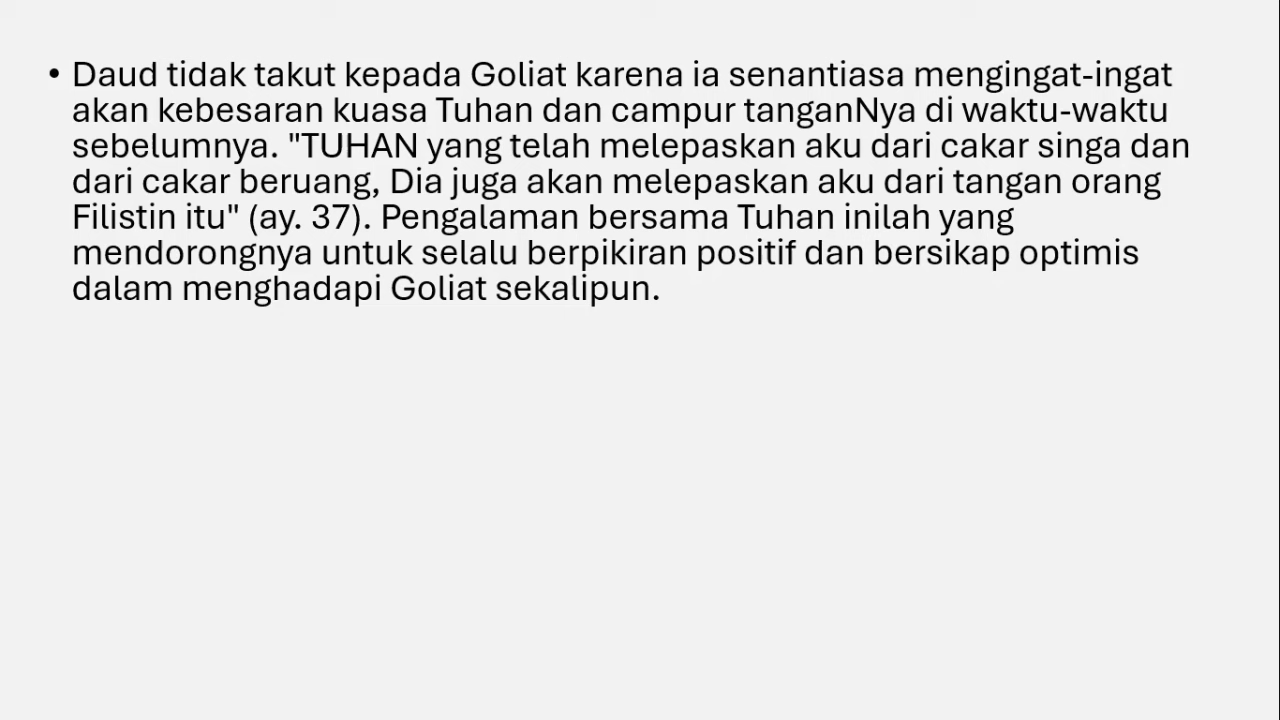 • Daud tidak takut kepada Goliat karena ia senantiasa mengingat-ingat
akan kebesaran kuasa Tuhan dan campur tanganNya di waktu-waktu
sebelumnya. "TUHAN yang telah melepaskan aku dari cakar singa dan
dari cakar beruang, Dia juga akan melepaskan aku dari tangan orang
Filistin itu" (ay. 37). Pengalaman bersama Tuhan inilah yang
mendorongnya untuk selalu berpikiran positif dan bersikap optimis
dalam menghadapi Goliat sekalipun.